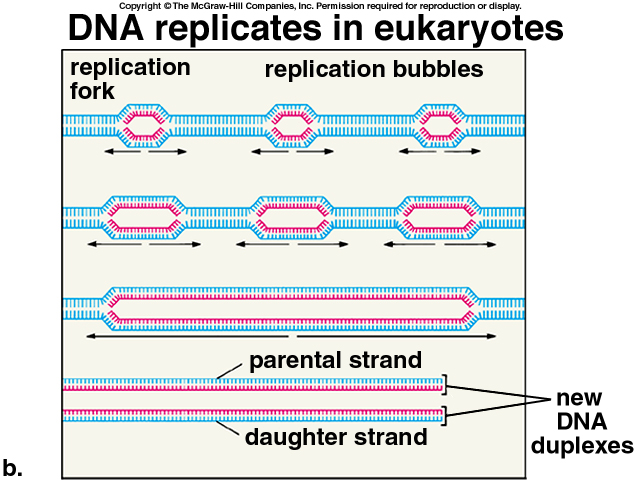 Copyright © The McGraw-Hill Companies, Inc. Permission required for reproduction or display.
DNA replicates in eukaryotes
replication
fork
replication bubbles
parental strand
daughter strand
new
DNA
duplexes
b.